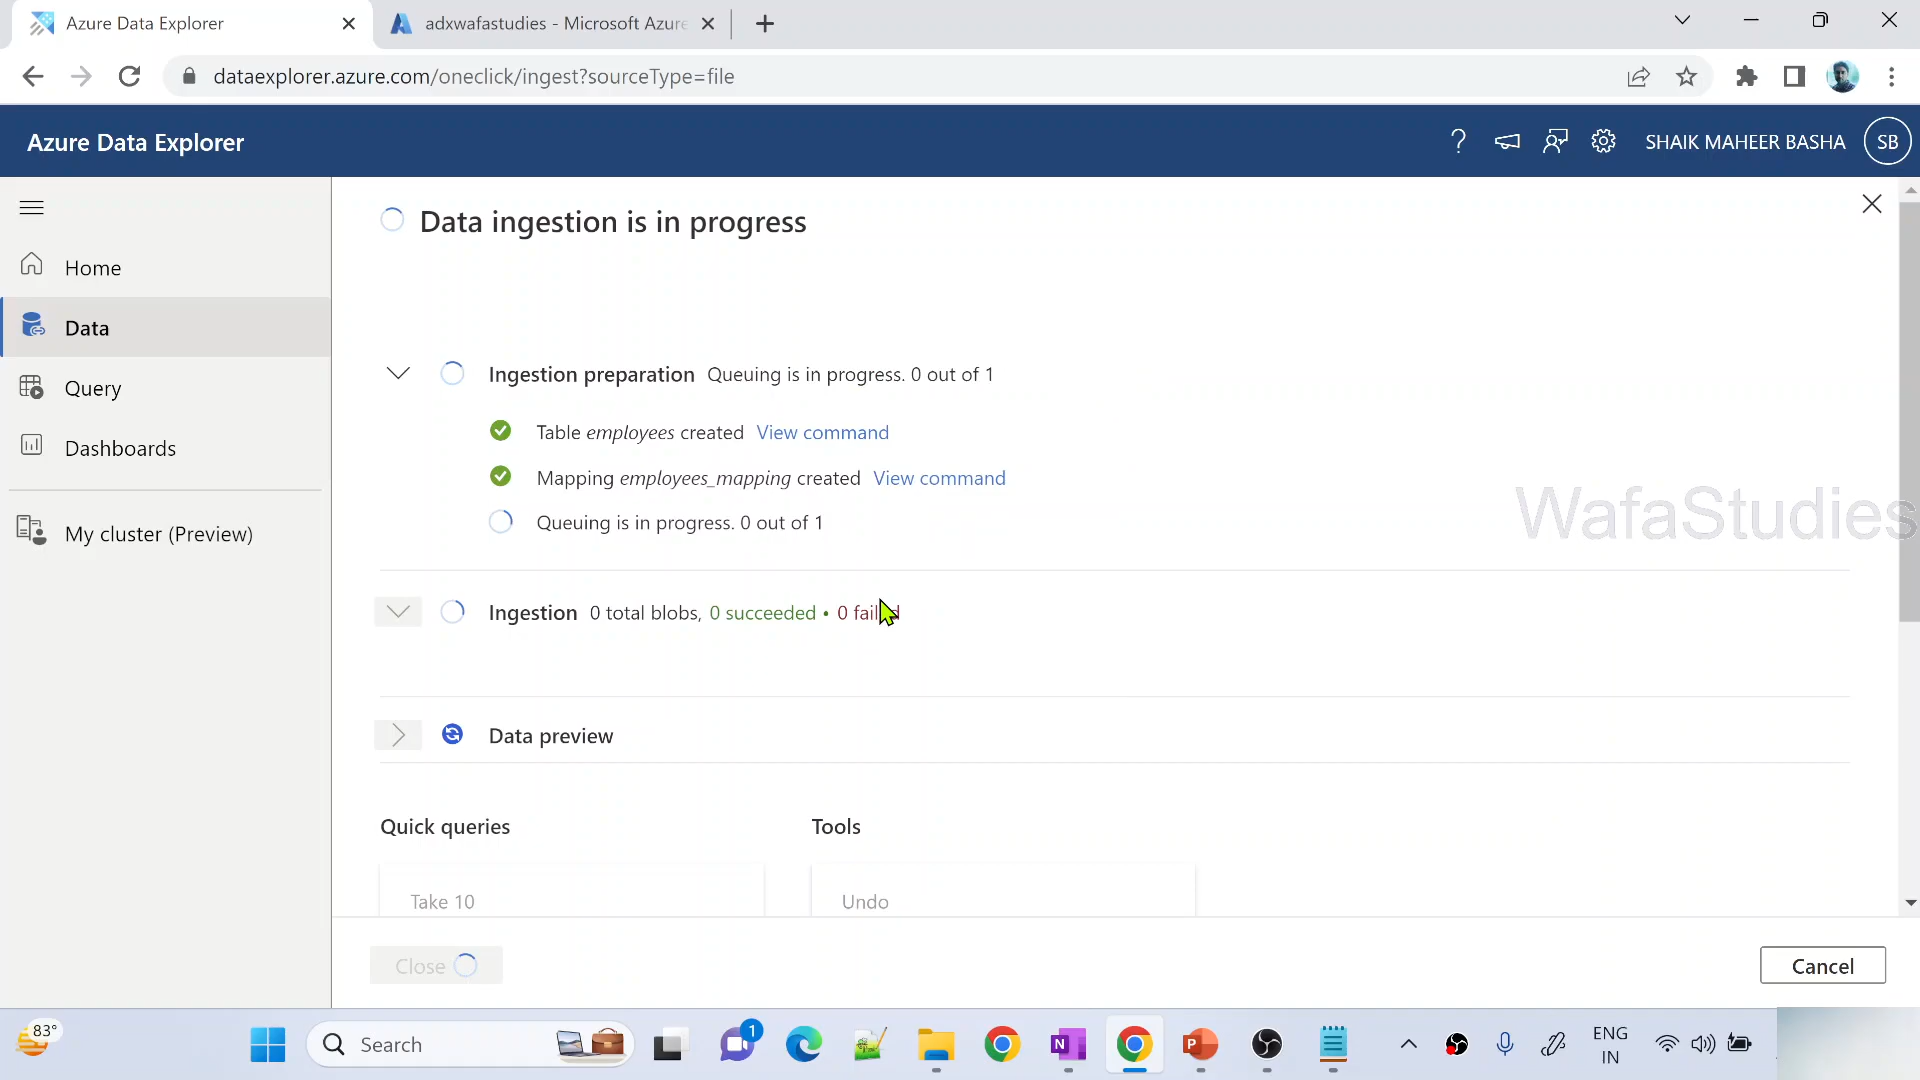 Azure Data Explorer
adxwafastudies - Microsoft Azure
dataexplorer.azure.com/oneclick/ingest?sourceType=file
Azure Data Explorer
SHAIK MAHEER BASHA SB
Data ingestion is in progress
Home
Data
Query
Dashboards
My cluster (Preview)
Ingestion preparation Queuing is in progress. 0 out of 1
Table employees created View command
Mapping employees_mapping created View command
Queuing is in progress. 0 out of 1
WafaStudies
Ingestion 0 total blobs, 0 succeeded • 0 failed
Data preview
Quick queries
Tools
Take 10
Undo
Close
Cancel
83°
Search
1
ENG
IN